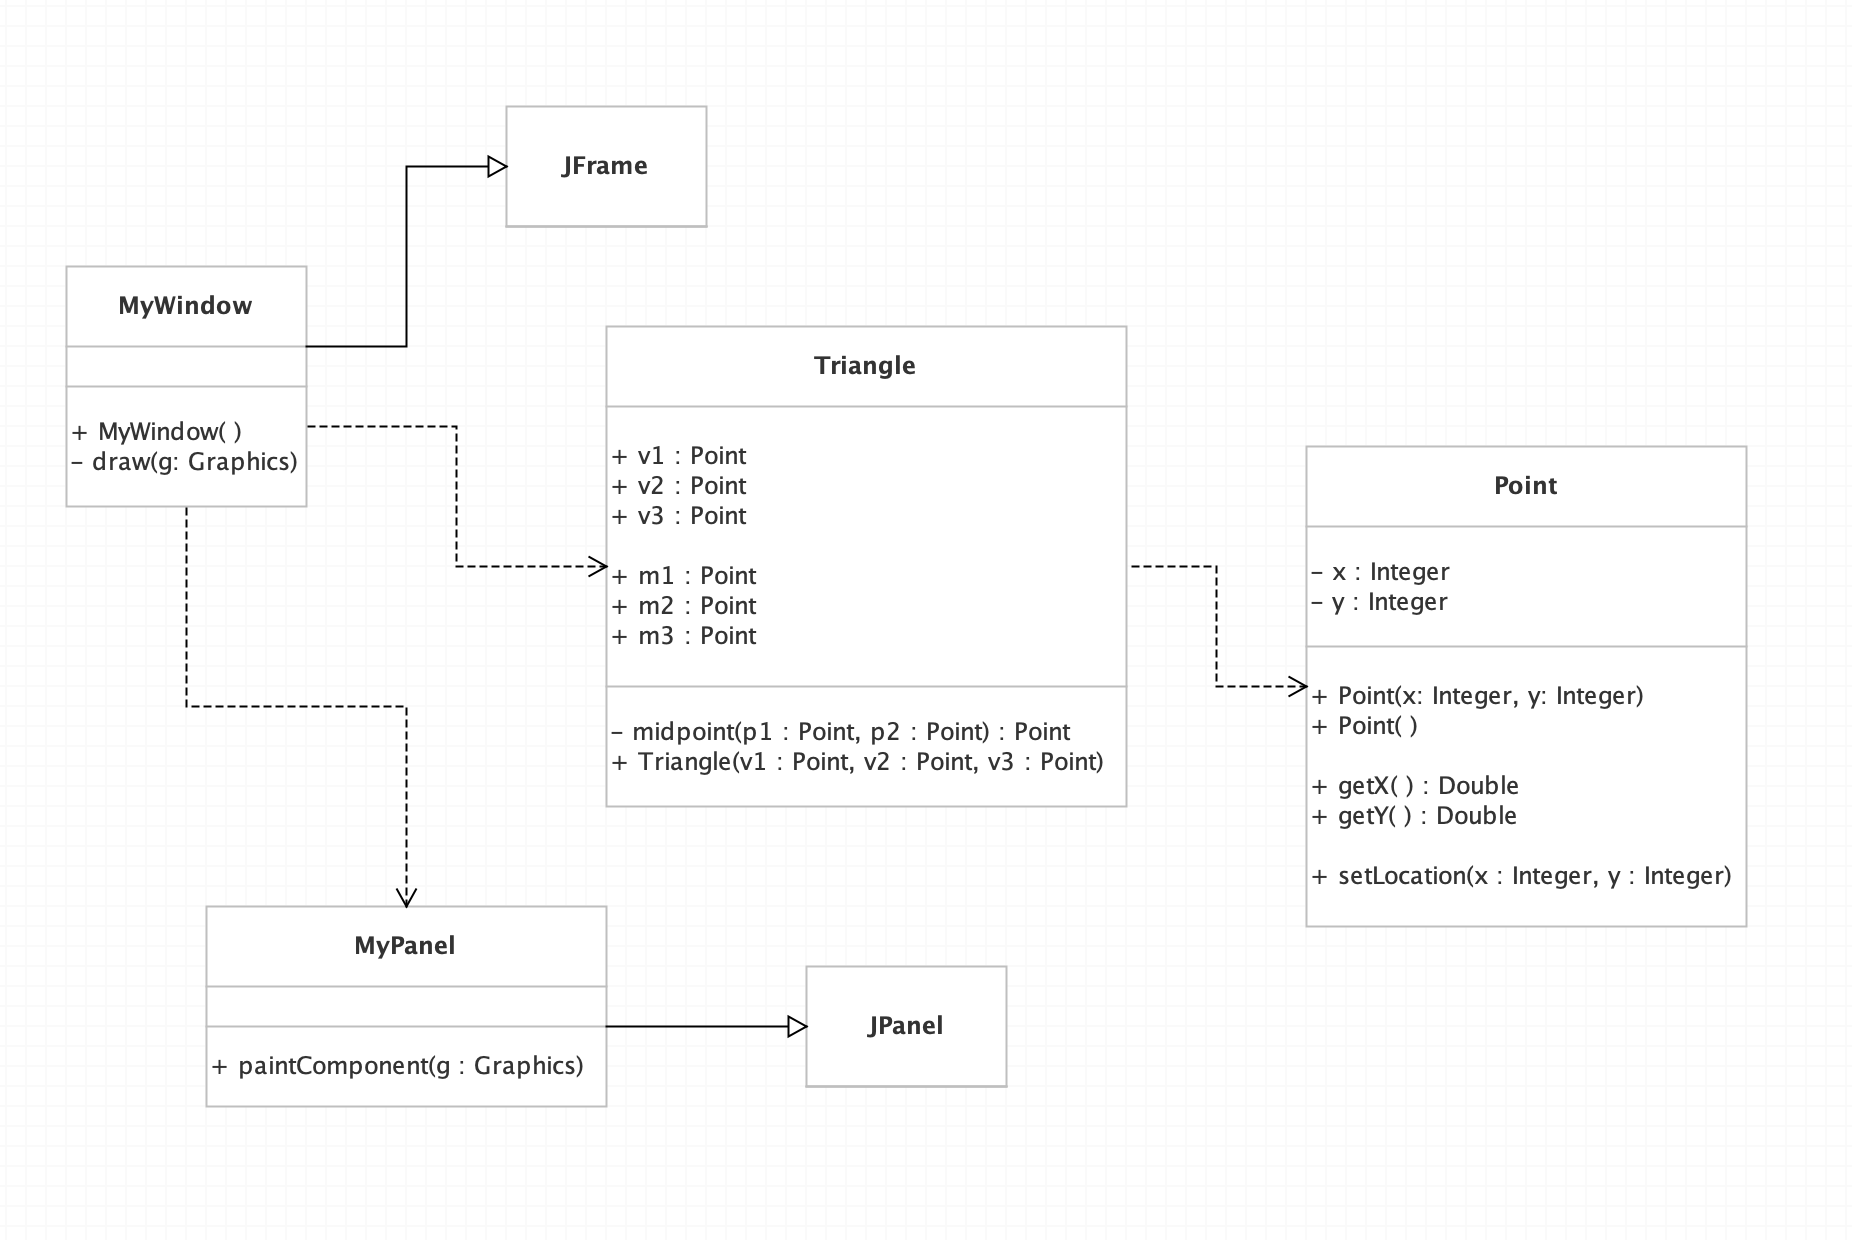 JFrame
MyWindow
+ MyWindow( )
- draw(g: Graphics)
Triangle
+ v1 : Point
+ v2 : Point
+ v3 : Point
+ m1 : Point
+ m2 : Point
+ m3 : Point
- midpoint(p1 : Point, p2 : Point) : Point
+ Triangle(v1 : Point, v2 : Point, v3 : Point)
Point
- x : Integer
- y : Integer
+ Point(x: Integer, y: Integer)
+ Point( )
+ getX( ) : Double
+ getY( ) : Double
+ setLocation(x : Integer, y : Integer)
MyPanel
+ paintComponent(g : Graphics)
JPanel